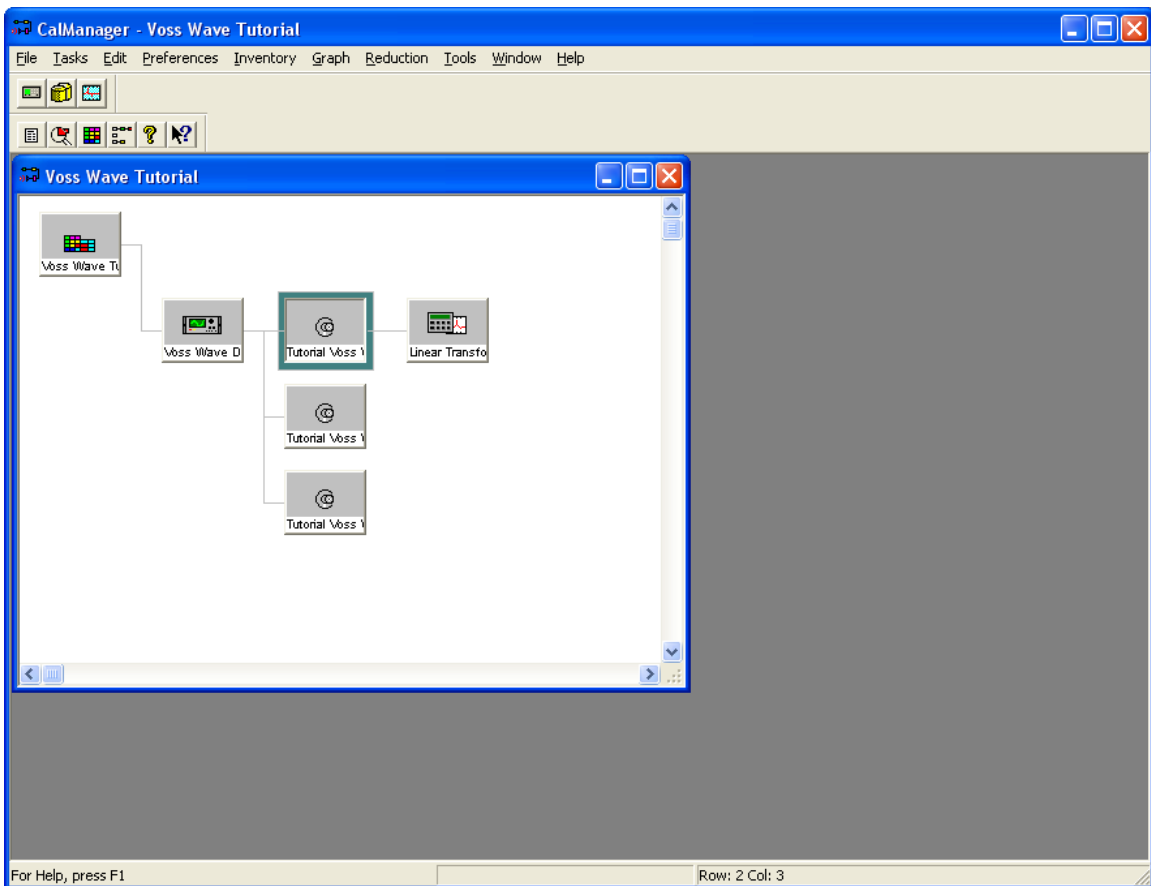 CalManager - Voss Wave Tutorial
File Tasks Edit Preferences Inventory Graph Reduction Tools Window Help
Voss Wave Tutorial
Voss Wave Tu
Voss Wave D
Tutorial Voss
Linear Transfo
Tutorial Voss
Tutorial Voss
For Help, press F1
Row: 2 Col: 3